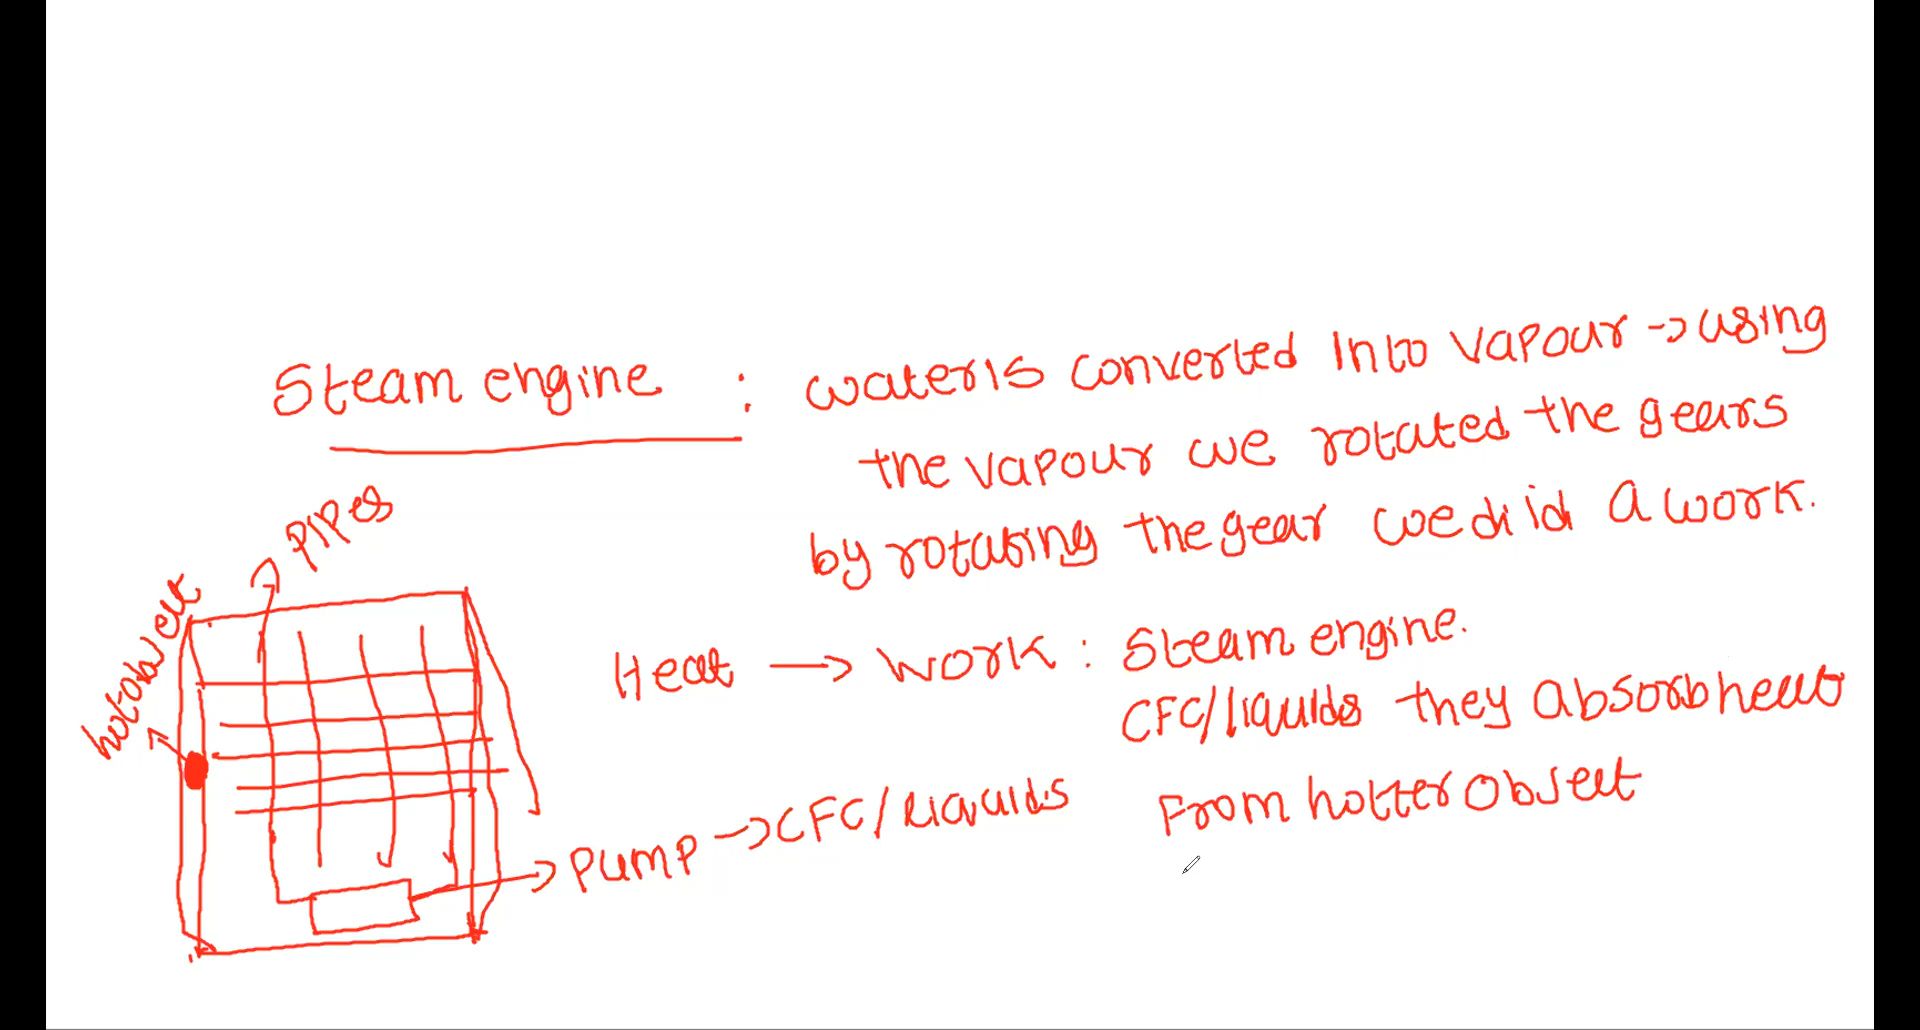 Steam engine : water is converted into vapour → using
the vapour we rotated the gears
by rotating the gear we did a work.
Pipes
hot object
Heat → work : Steam engine.
CFC/liquids they absorb heat
From hotter object
Pump → CFC/liquids